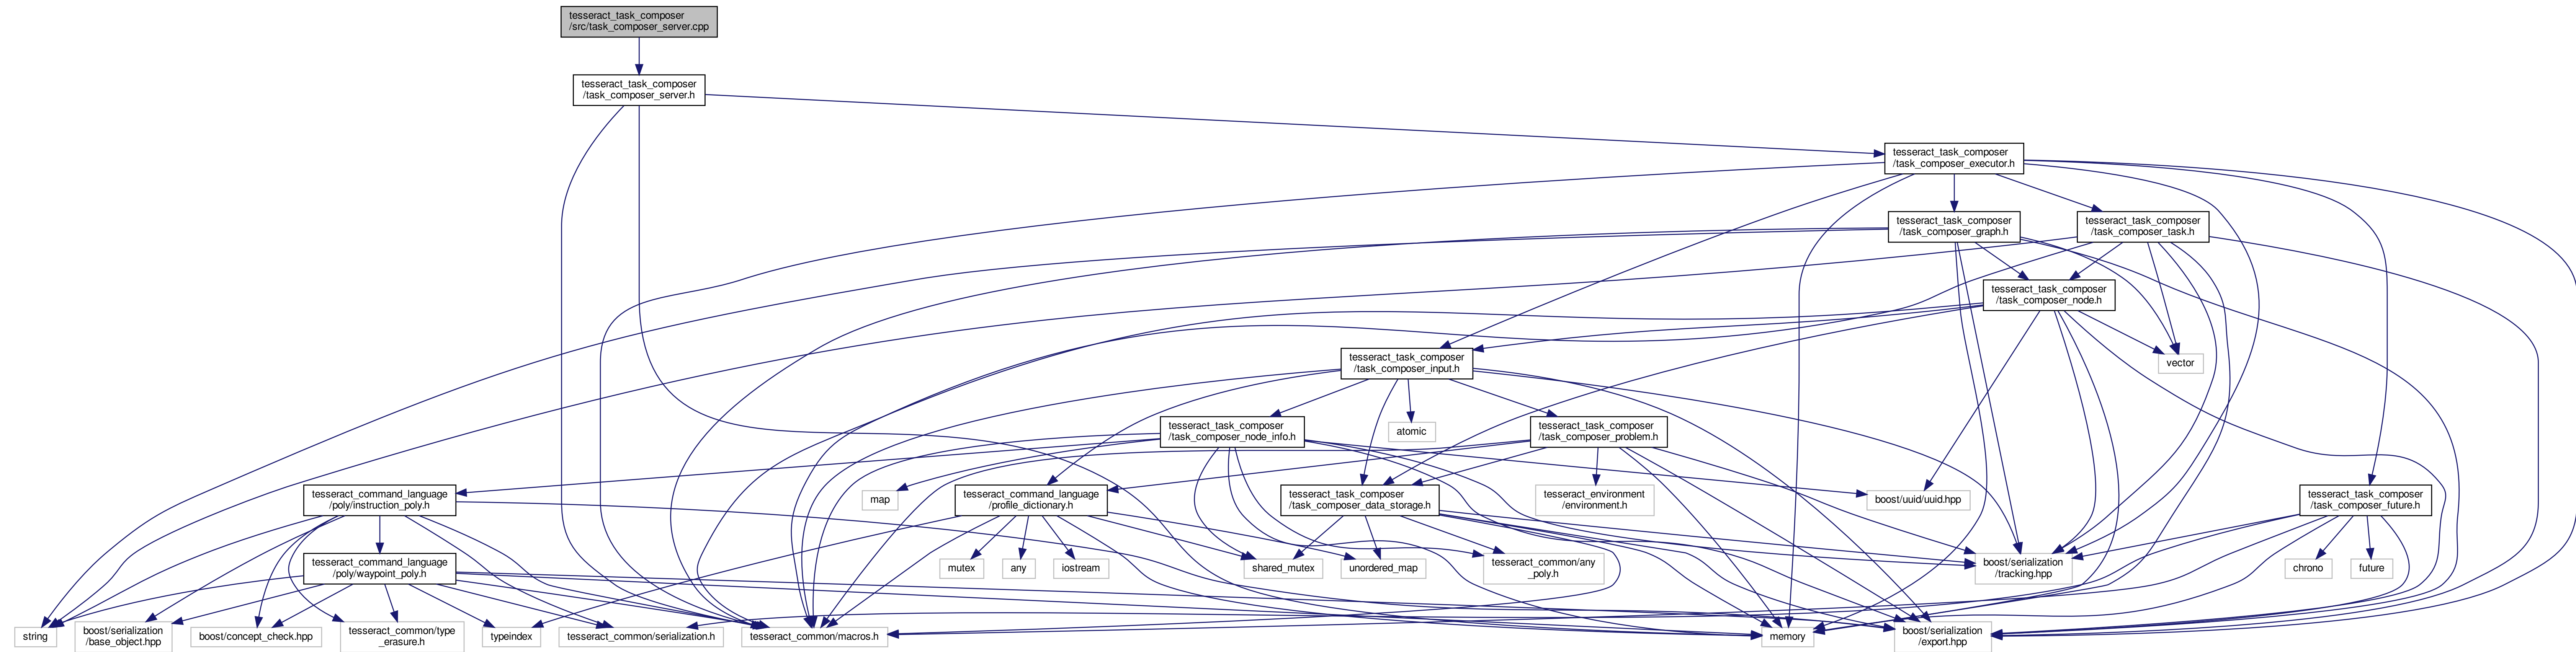 tesseract_task_composer
/src/task_composer_server.cpp
tesseract_task_composer
/task_composer_server.h
tesseract_task_composer
/task_composer_executor.h
tesseract_task_composer
/task_composer_graph.h
tesseract_task_composer
/task_composer_task.h
tesseract_task_composer
/task_composer_node.h
tesseract_task_composer
/task_composer_input.h
vector
tesseract_task_composer
/task_composer_node_info.h
atomic
tesseract_task_composer
/task_composer_problem.h
tesseract_command_language
/poly/instruction_poly.h
map
tesseract_command_language
/profile_dictionary.h
tesseract_task_composer
/task_composer_data_storage.h
tesseract_environment
/environment.h
boost/uuid/uuid.hpp
tesseract_task_composer
/task_composer_future.h
tesseract_command_language
/poly/waypoint_poly.h
mutex
any
iostream
shared_mutex
unordered_map
tesseract_common/any
_poly.h
boost/serialization
/tracking.hpp
chrono
future
string
boost/serialization
/base_object.hpp
boost/concept_check.hpp
tesseract_common/type
_erasure.h
typeindex
tesseract_common/serialization.h
tesseract_common/macros.h
memory
boost/serialization
/export.hpp